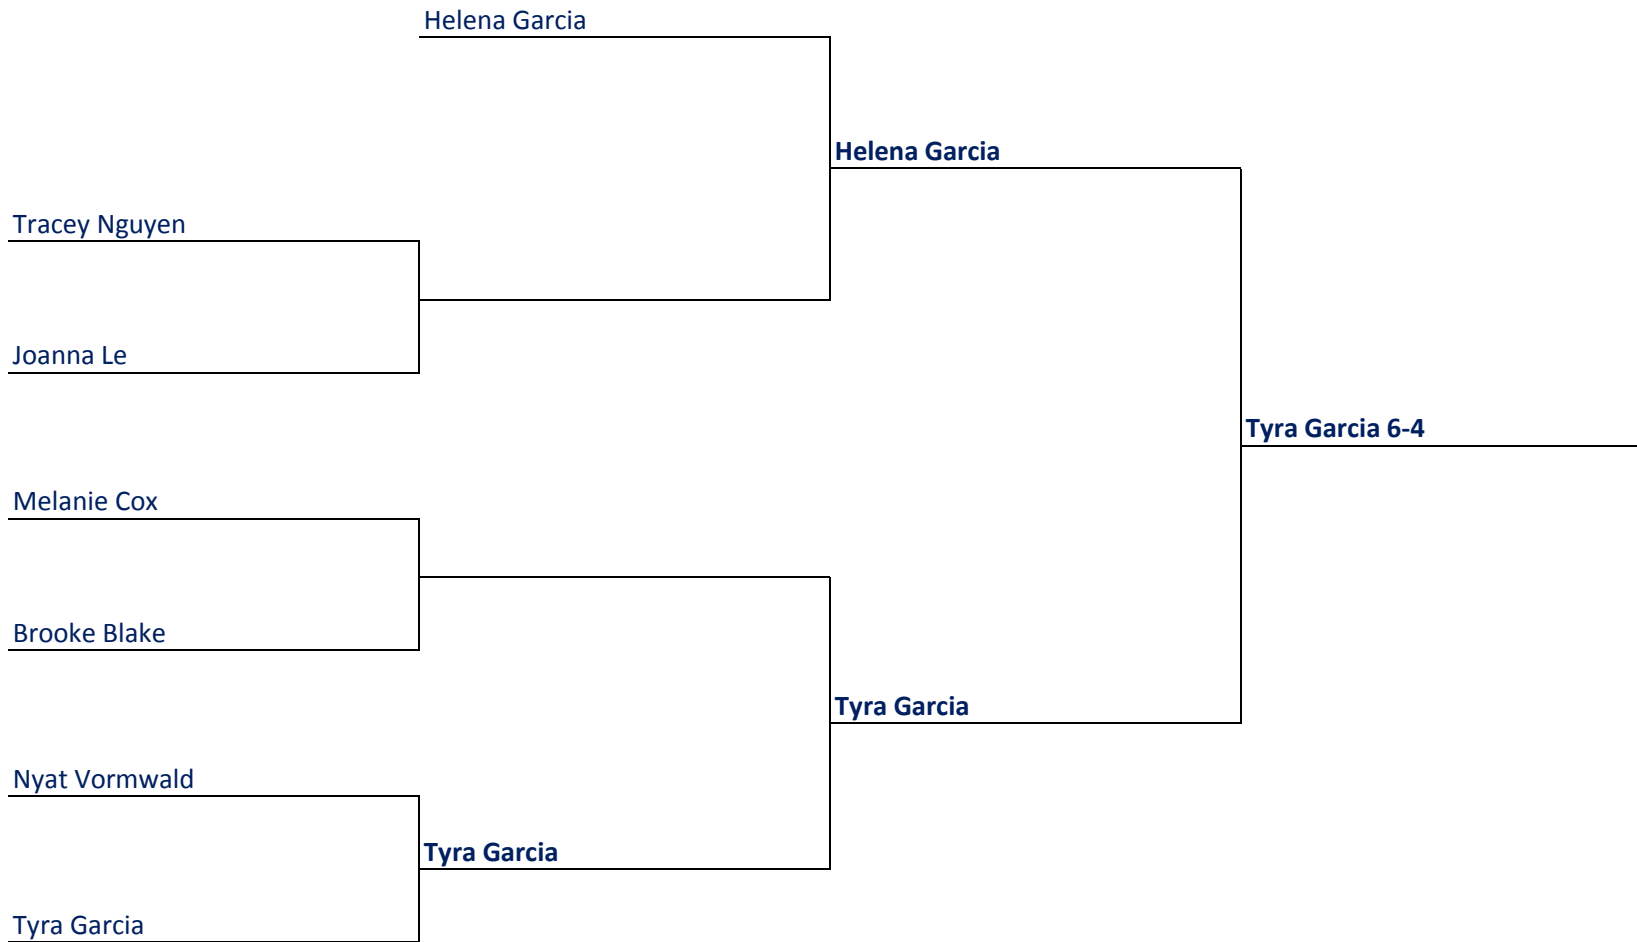 Helena Garcia
Helena Garcia
Tracey Nguyen
Joanna Le
Tyra Garcia 6-4
Melanie Cox
Brooke Blake
Tyra Garcia
Nyat Vormwald
Tyra Garcia
Tyra Garcia